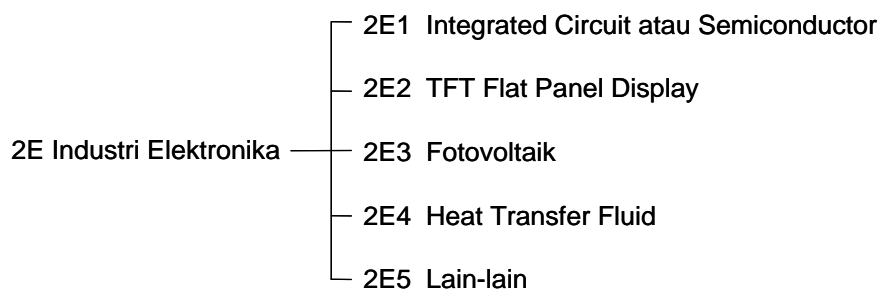 2E1 Integrated Circuit atau Semiconductor
2E2 TFT Flat Panel Display
2E Industri Elektronika
2E3 Fotovoltaik
2E4 Heat Transfer Fluid
2E5 Lain-lain